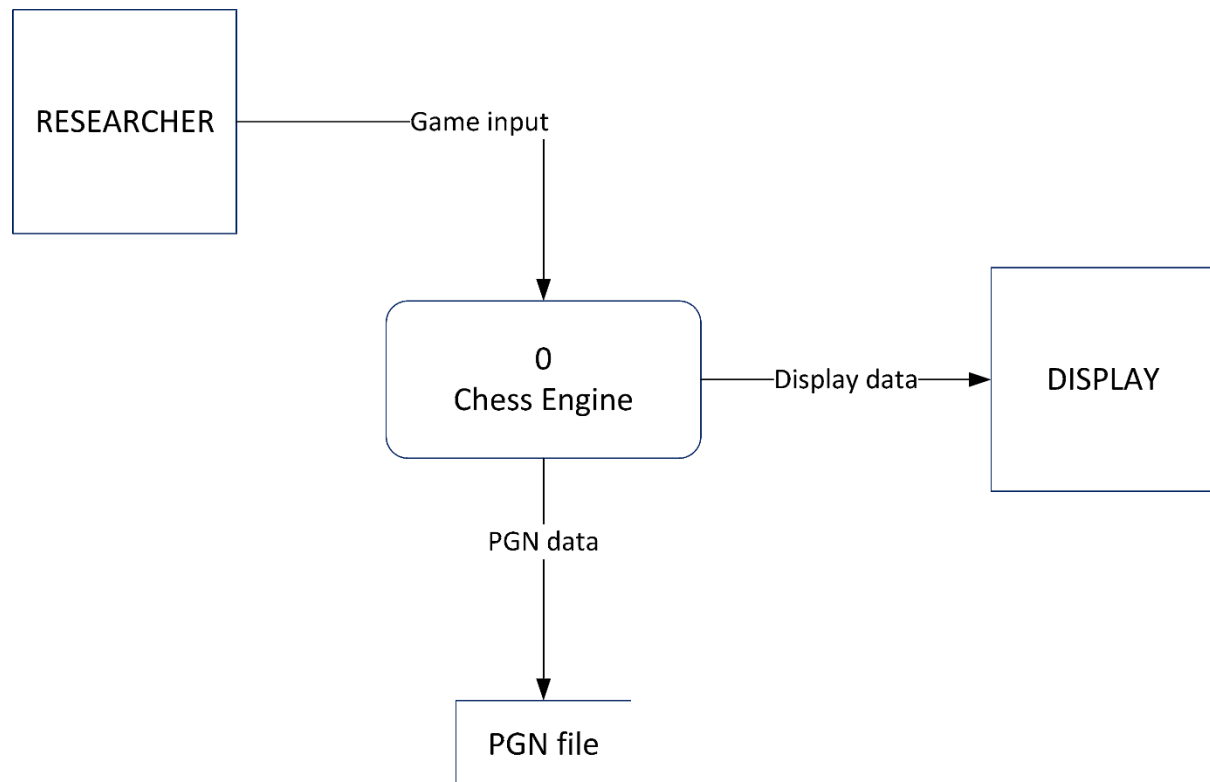 RESEARCHER
Game input
0
Chess Engine
Display data
DISPLAY
PGN data
PGN file